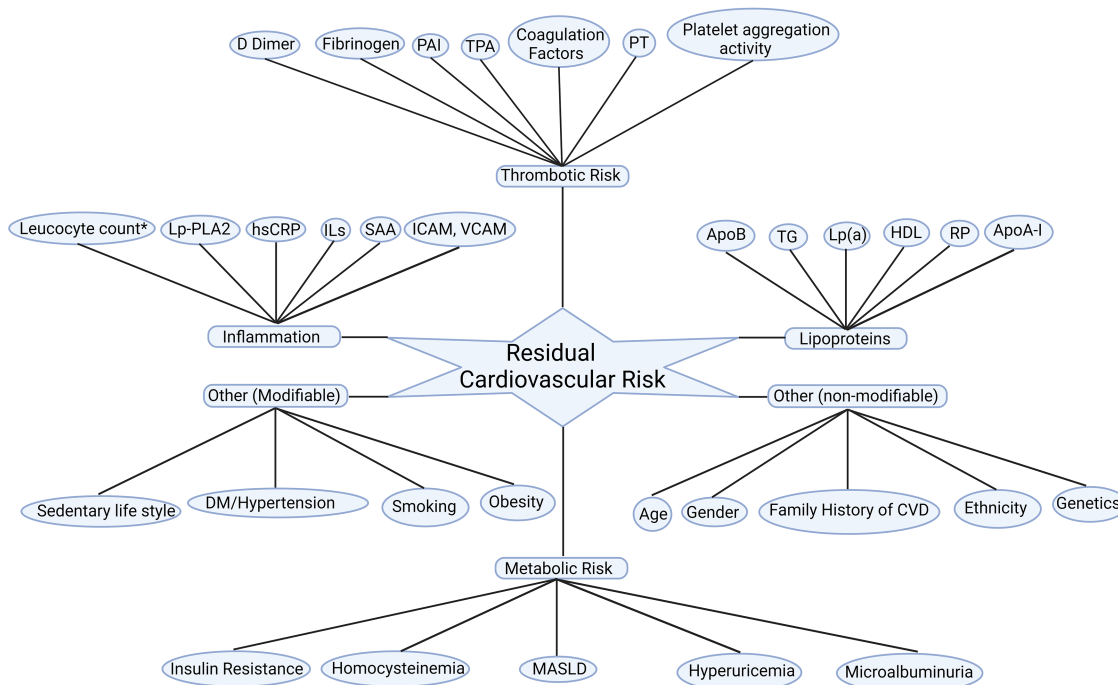 D Dimer
Fibrinogen
PAI
TPA
Coagulation
Factors
PT
Platelet aggregation
activity
Thrombotic Risk
Leucocyte count*
Lp-PLA2
hsCRP
ILs
SAA
ICAM, VCAM
ApoB
TG
Lp(a)
HDL
RP
ApoA-I
Inflammation
Lipoproteins
Residual
Cardiovascular Risk
Other (Modifiable)
Other (non-modifiable)
Sedentary life style
DM/Hypertension
Smoking
Obesity
Age
Gender
Family History of CVD
Ethnicity
Genetics
Metabolic Risk
Insulin Resistance
Homocysteinemia
MASLD
Hyperuricemia
Microalbuminuria